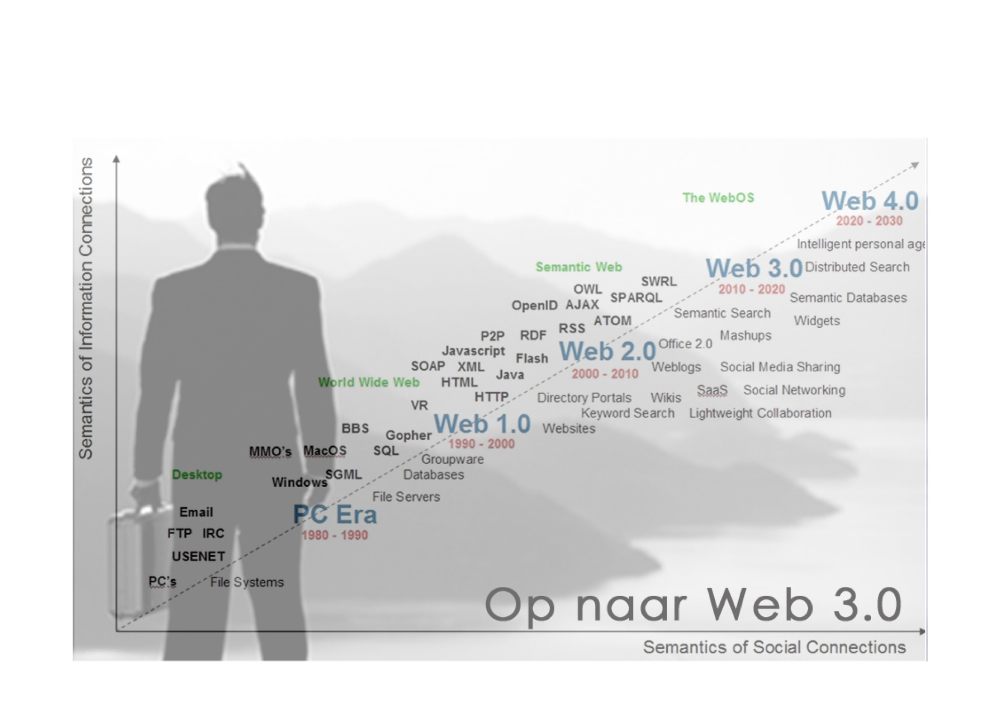 Semantics of Information Connections
The WebOS
Web 4.0
2020 - 2030
Intelligent personal age
Semantic Web
Web 3.0
Distributed Search
2010 - 2020
SWRL
OWL
SPARQL
Semantic Databases
OpenID AJAX
Semantic Search
Widgets
ATOM
RSS
P2P RDF
Mashups
Office 2.0
Web 2.0
Javascript
Flash
SOAP XML
Weblogs
Social Media Sharing
2000 - 2010
Java
World Wide Web
HTML
SaaS
Social Networking
HTTP
Directory Portals
Wikis
VR
Keyword Search
Lightweight Collaboration
Web 1.0
Websites
BBS
Gopher
1990 - 2000
MMO's MacOS SQL
Groupware
Desktop
SGML
Databases
Windows
File Servers
Email
PC Era
1980 - 1990
FTP IRC
USENET
PC's
File Systems
Op naar Web 3.0
Semantics of Social Connections